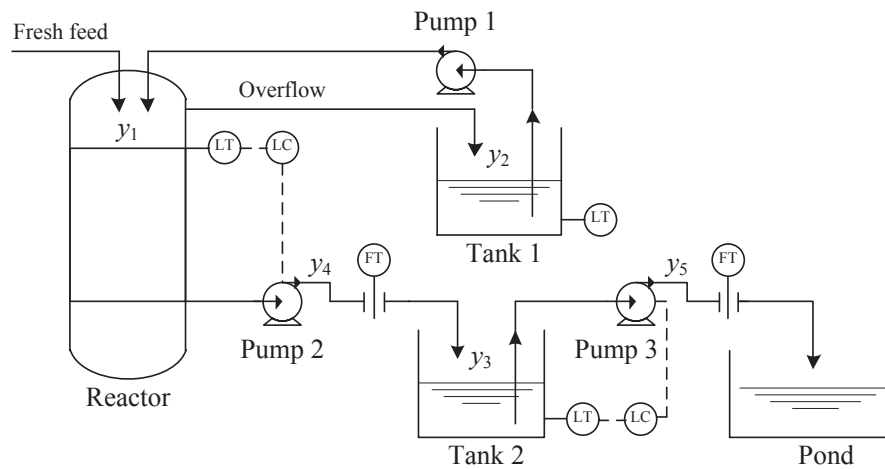 Pump 1
Fresh feed
Overflow
y1
LT
LC
y2
LT
Tank 1
y4
FT
y5
FT
Pump 2
y3
Pump 3
Reactor
LT
LC
Tank 2
Pond